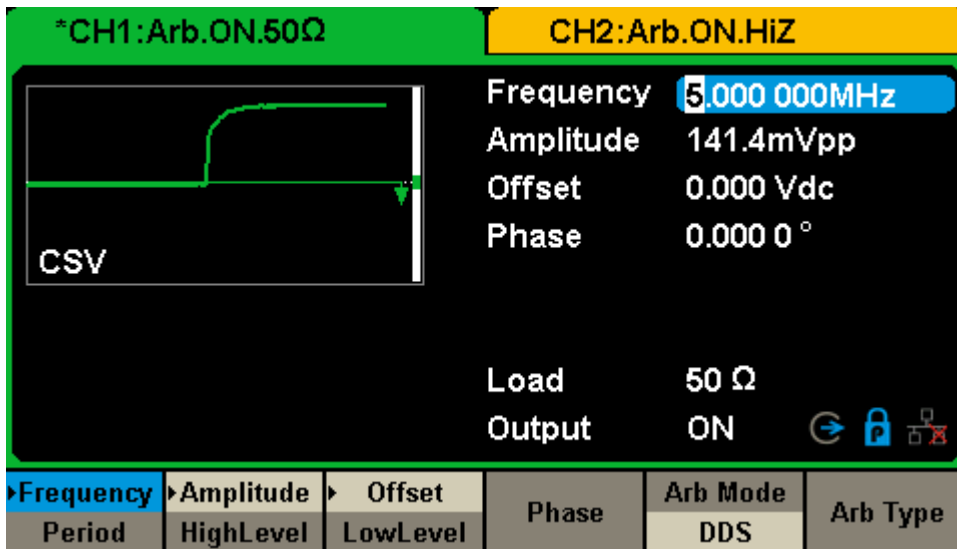 *CH1:Arb.ON.50Ω
CH2:Arb.ON.HiZ
Frequency 5.000 000MHz
Amplitude 141.4mVpp
Offset 0.000 Vdc
Phase 0.000 0 °
CSV
Load 50 Ω
Output ON
P
Frequency Amplitude Offset Phase Arb Mode Arb Type
Period HighLevel LowLevel DDS